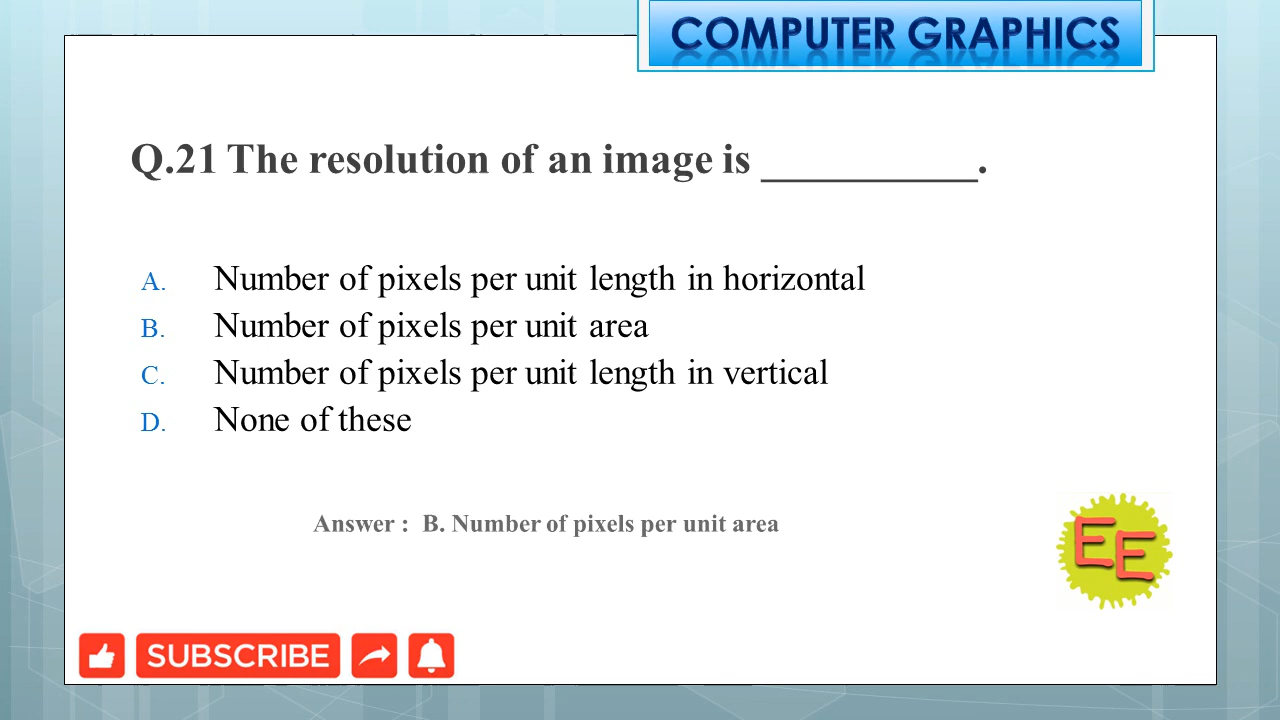 COMPUTER GRAPHICS
Q.21 The resolution of an image is __________.
A. Number of pixels per unit length in horizontal
B. Number of pixels per unit area
C. Number of pixels per unit length in vertical
D. None of these
Answer : B. Number of pixels per unit area
EE
SUBSCRIBE